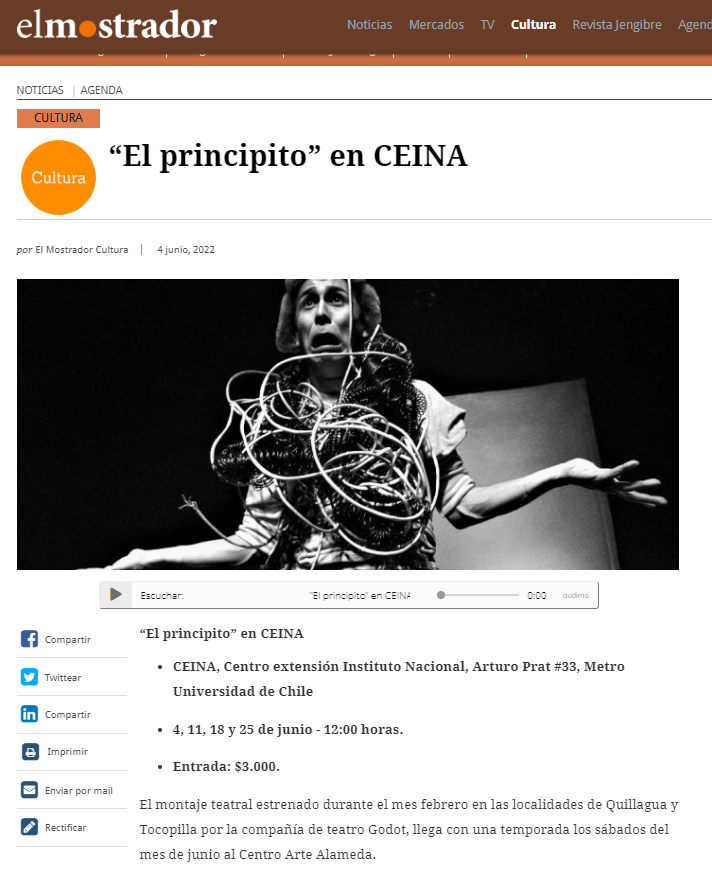 elmostrador
Noticias Mercados TV Cultura Revista Jengibre Agend
NOTICIAS | AGENDA
CULTURA
Cultura
“El principito” en CEINA
por El Mostrador Cultura | 4 junio, 2022
Escuchar: "El principito" en CEINA 0:00 audima
Compartir
Twittear
Compartir
Imprimir
Enviar por mail
Rectificar
“El principito” en CEINA
• CEINA, Centro extensión Instituto Nacional, Arturo Prat #33, Metro
Universidad de Chile
• 4, 11, 18 y 25 de junio - 12:00 horas.
• Entrada: $3.000.
El montaje teatral estrenado durante el mes febrero en las localidades de Quillagua y
Tocopilla por la compañía de teatro Godot, llega con una temporada los sábados del
mes de junio al Centro Arte Alameda.